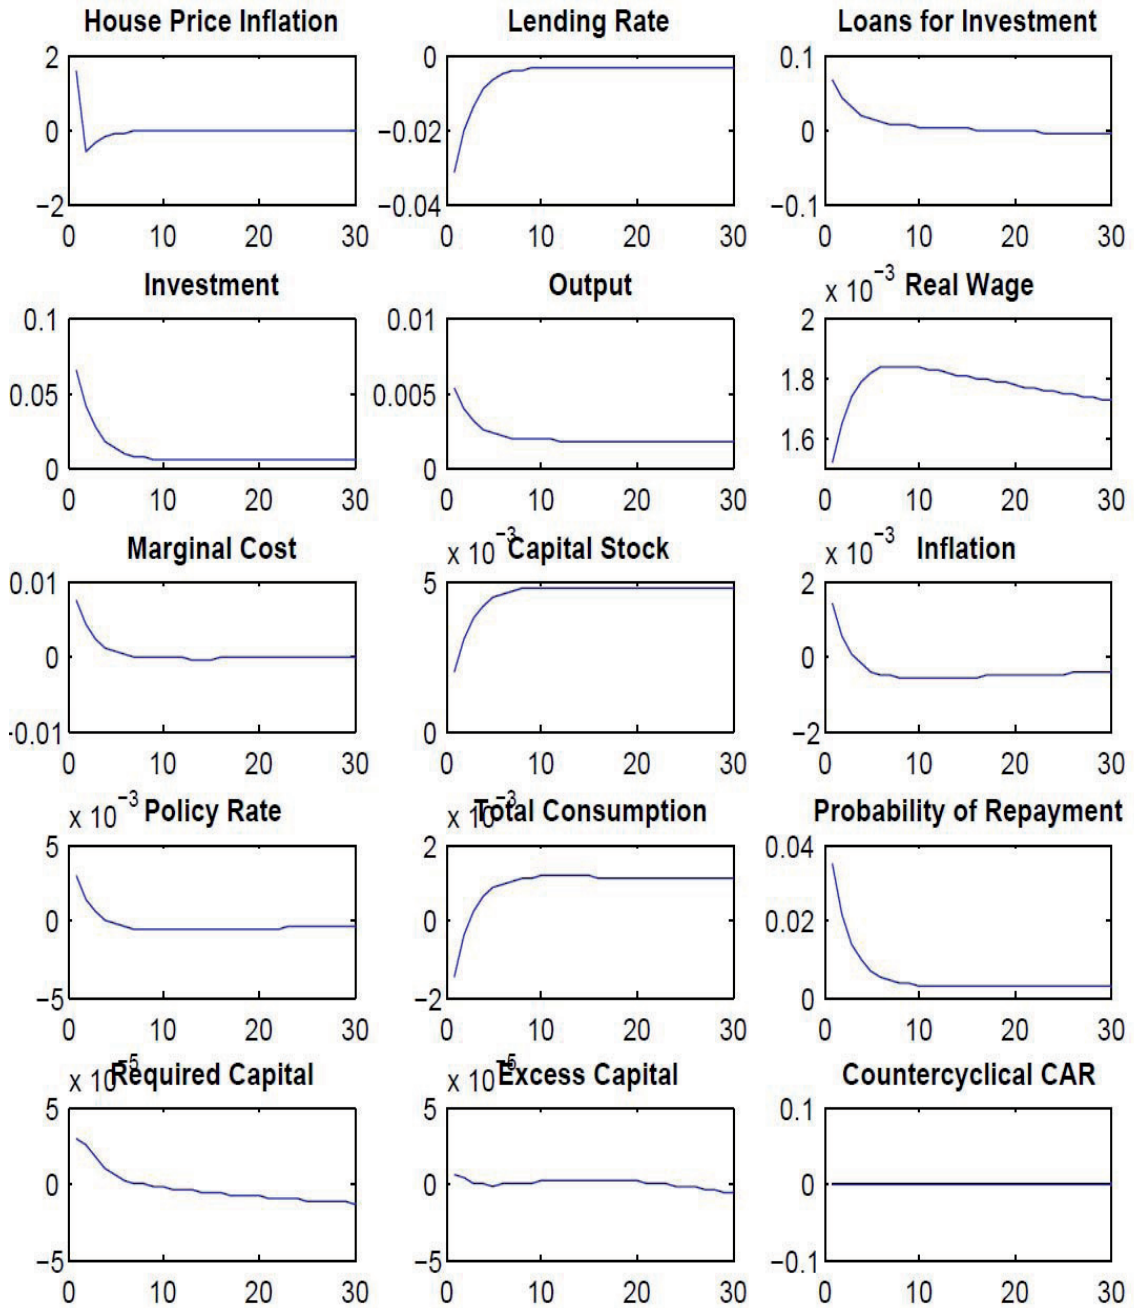 House Price Inflation
2
0
−2
0 10 20 30
Lending Rate
0
−0.02
−0.04
0 10 20 30
Loans for Investment
0.1
0
−0.1
0 10 20 30
Investment
0.1
0.05
0
0 10 20 30
Output
0.01
0.005
0
0 10 20 30
x 10−3 Real Wage
2
1.8
1.6
0 10 20 30
Marginal Cost
0.01
0
-0.01
0 10 20 30
x 10−3 Capital Stock
5
0
0 10 20 30
x 10−3 Inflation
2
0
−2
0 10 20 30
x 10−3 Policy Rate
5
0
−5
0 10 20 30
x 10−3 Total Consumption
2
0
−2
0 10 20 30
Probability of Repayment
0.04
0.02
0
0 10 20 30
x 10−5 Required Capital
5
0
−5
0 10 20 30
x 10−5 Excess Capital
5
0
−5
0 10 20 30
Countercyclical CAR
0.1
0
−0.1
0 10 20 30